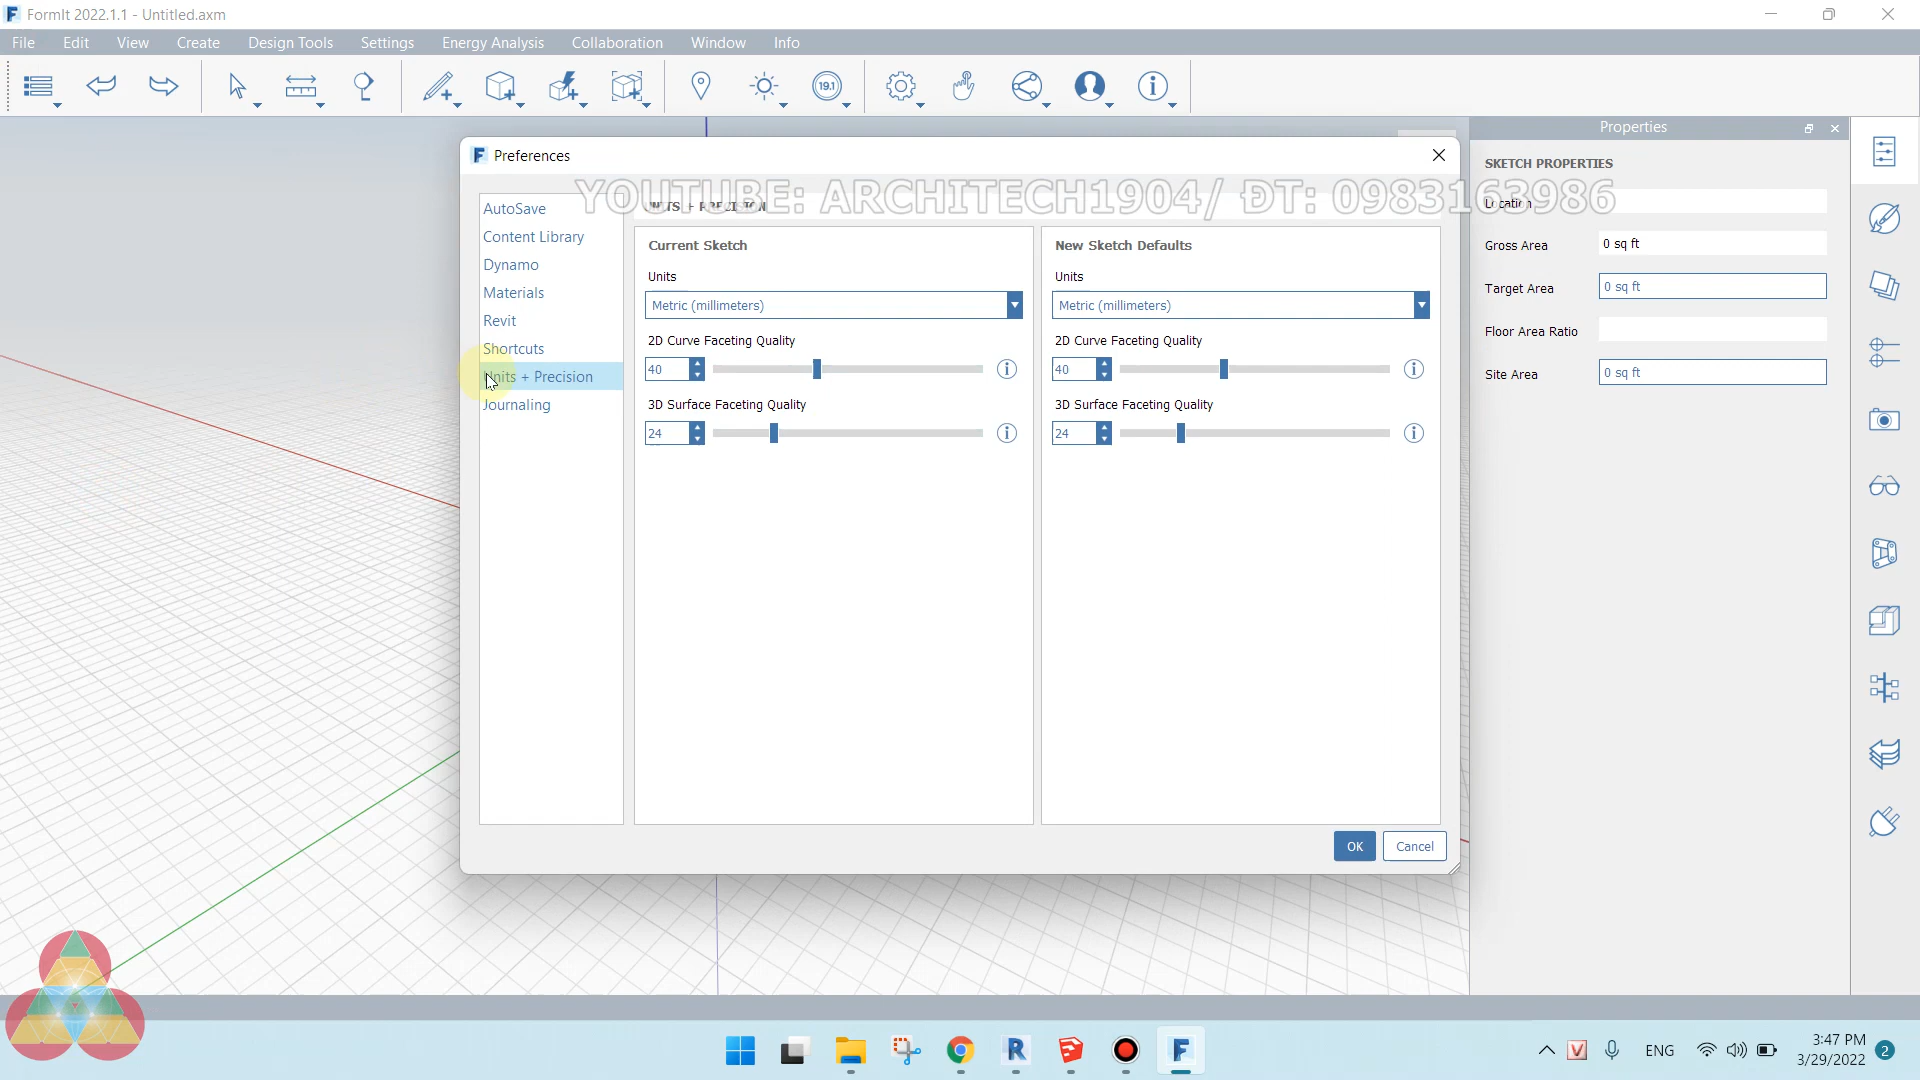 FormIt 2022.1.1 - Untitled.axm
File Edit View Create Design Tools Settings Energy Analysis Collaboration Window Info
19.1
Properties
Preferences
SKETCH PROPERTIES
YOUTUBE: ARCHITECH1904/ ĐT: 0983163986
UNITS + PRECISION
Location
AutoSave
Content Library
Dynamo
Materials
Revit
Shortcuts
Units + Precision
Journaling
Current Sketch
Units
Metric (millimeters)
2D Curve Faceting Quality
40
3D Surface Faceting Quality
24
New Sketch Defaults
Units
Metric (millimeters)
2D Curve Faceting Quality
40
3D Surface Faceting Quality
24
OK
Cancel
Gross Area 0 sq ft
Target Area 0 sq ft
Floor Area Ratio
Site Area 0 sq ft
ENG
3:47 PM
3/29/2022
2